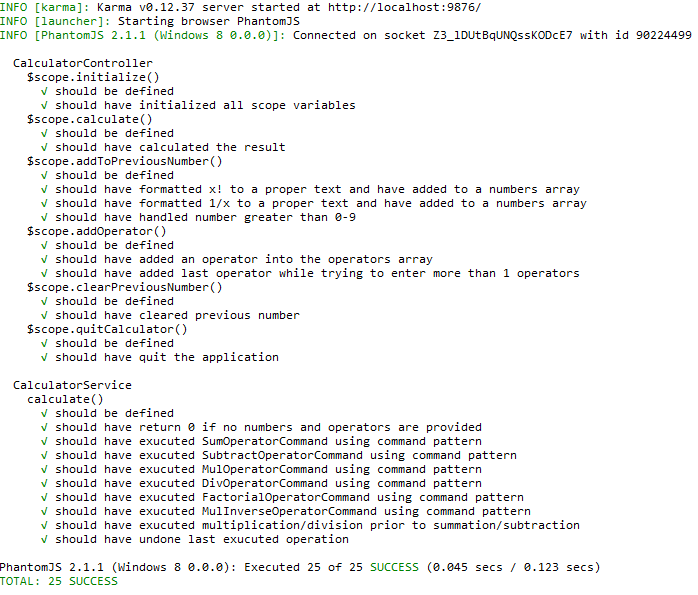 INFO [karma]: Karma v0.12.37 server started at http://localhost:9876/
INFO [launcher]: Starting browser PhantomJS
INFO [PhantomJS 2.1.1 (Windows 8 0.0.0)]: Connected on socket Z3_lDUtBqUNQssKODcE7 with id 90224499
CalculatorController
$scope.initialize()
√ should be defined
√ should have initialized all scope variables
$scope.calculate()
√ should be defined
√ should have calculated the result
$scope.addToPreviousNumber()
√ should be defined
√ should have formatted x! to a proper text and have added to a numbers array
√ should have formatted 1/x to a proper text and have added to a numbers array
√ should have handled number greater than 0-9
$scope.addOperator()
√ should be defined
√ should have added an operator into the operators array
√ should have added last operator while trying to enter more than 1 operators
$scope.clearPreviousNumber()
√ should be defined
√ should have cleared previous number
$scope.quitCalculator()
√ should be defined
√ should have quit the application
CalculatorService
calculate()
√ should be defined
√ should have return 0 if no numbers and operators are provided
√ should have exucuted SumOperatorCommand using command pattern
√ should have exucuted SubtractOperatorCommand using command pattern
√ should have exucuted MulOperatorCommand using command pattern
√ should have exucuted DivOperatorCommand using command pattern
√ should have exucuted FactorialOperatorCommand using command pattern
√ should have exucuted MulInverseOperatorCommand using command pattern
√ should have exucuted multiplication/division prior to summation/subtraction
√ should have undone last exucuted operation
PhantomJS 2.1.1 (Windows 8 0.0.0): Executed 25 of 25 SUCCESS (0.045 secs / 0.123 secs)
TOTAL: 25 SUCCESS